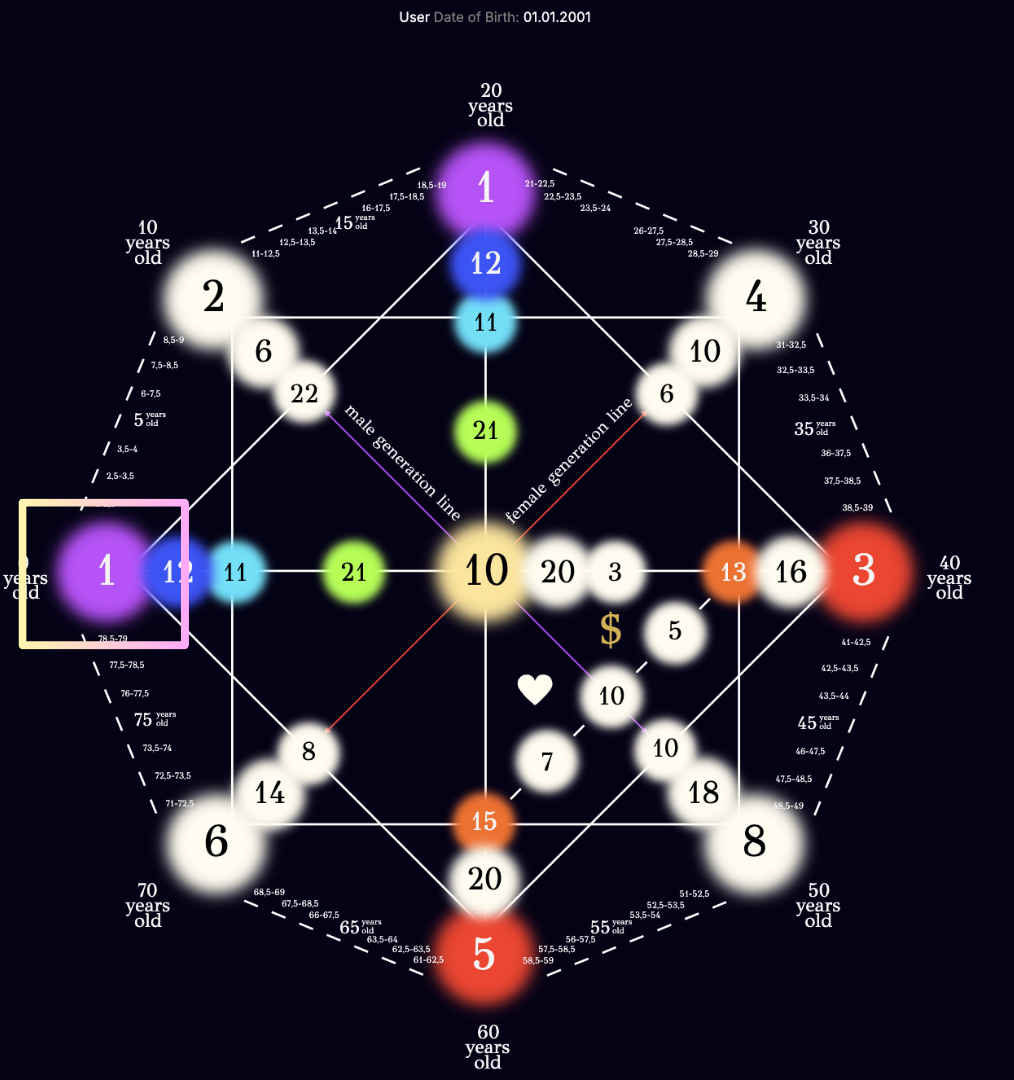 User Date of Birth: 01.01.2001
20
years
old
1
18,5-19
21-22,5
17,5-18,5
22,5-23,5
16-17,5
23,5-24
15 years old
13,5-14
26-27,5
12,5-13,5
27,5-28,5
11-12,5
28,5-29
10
years
old
30
years
old
12
2
4
11
6
10
22
6
8,5-9
31-32,5
7,5-8,5
32,5-33,5
6-7,5
33,5-34
5 years old
35 years old
3,5-4
36-37,5
2,5-3,5
37,5-38,5
38,5-39
male generation line
female generation line
21
years
old
1 12 11 21 10 20 3 13 16 3
40
years
old
$
5
10
7
10
8
18
14
15
6
8
20
5
78,5-79
41-42,5
77,5-78,5
42,5-43,5
76-77,5
43,5-44
75 years old
45 years old
73,5-74
46-47,5
72,5-73,5
47,5-48,5
71-72,5
48,5-49
70
years
old
50
years
old
68,5-69
51-52,5
67,5-68,5
52,5-53,5
66-67,5
53,5-54
65 years old
55 years old
63,5-64
56-57,5
62,5-63,5
57,5-58,5
61-62,5
58,5-59
60
years
old